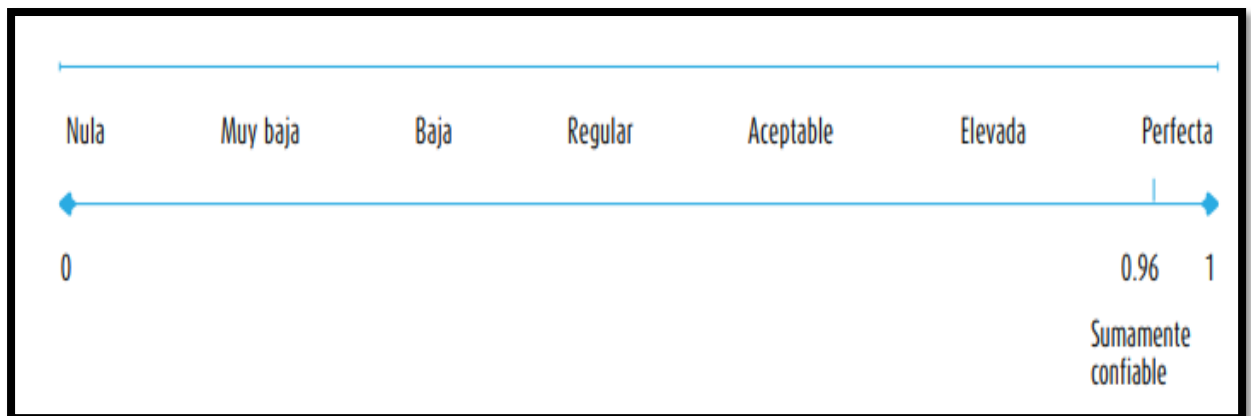 Nula Muy baja Baja Regular Aceptable Elevada Perfecta
0 0.96 1
Sumamente
confiable